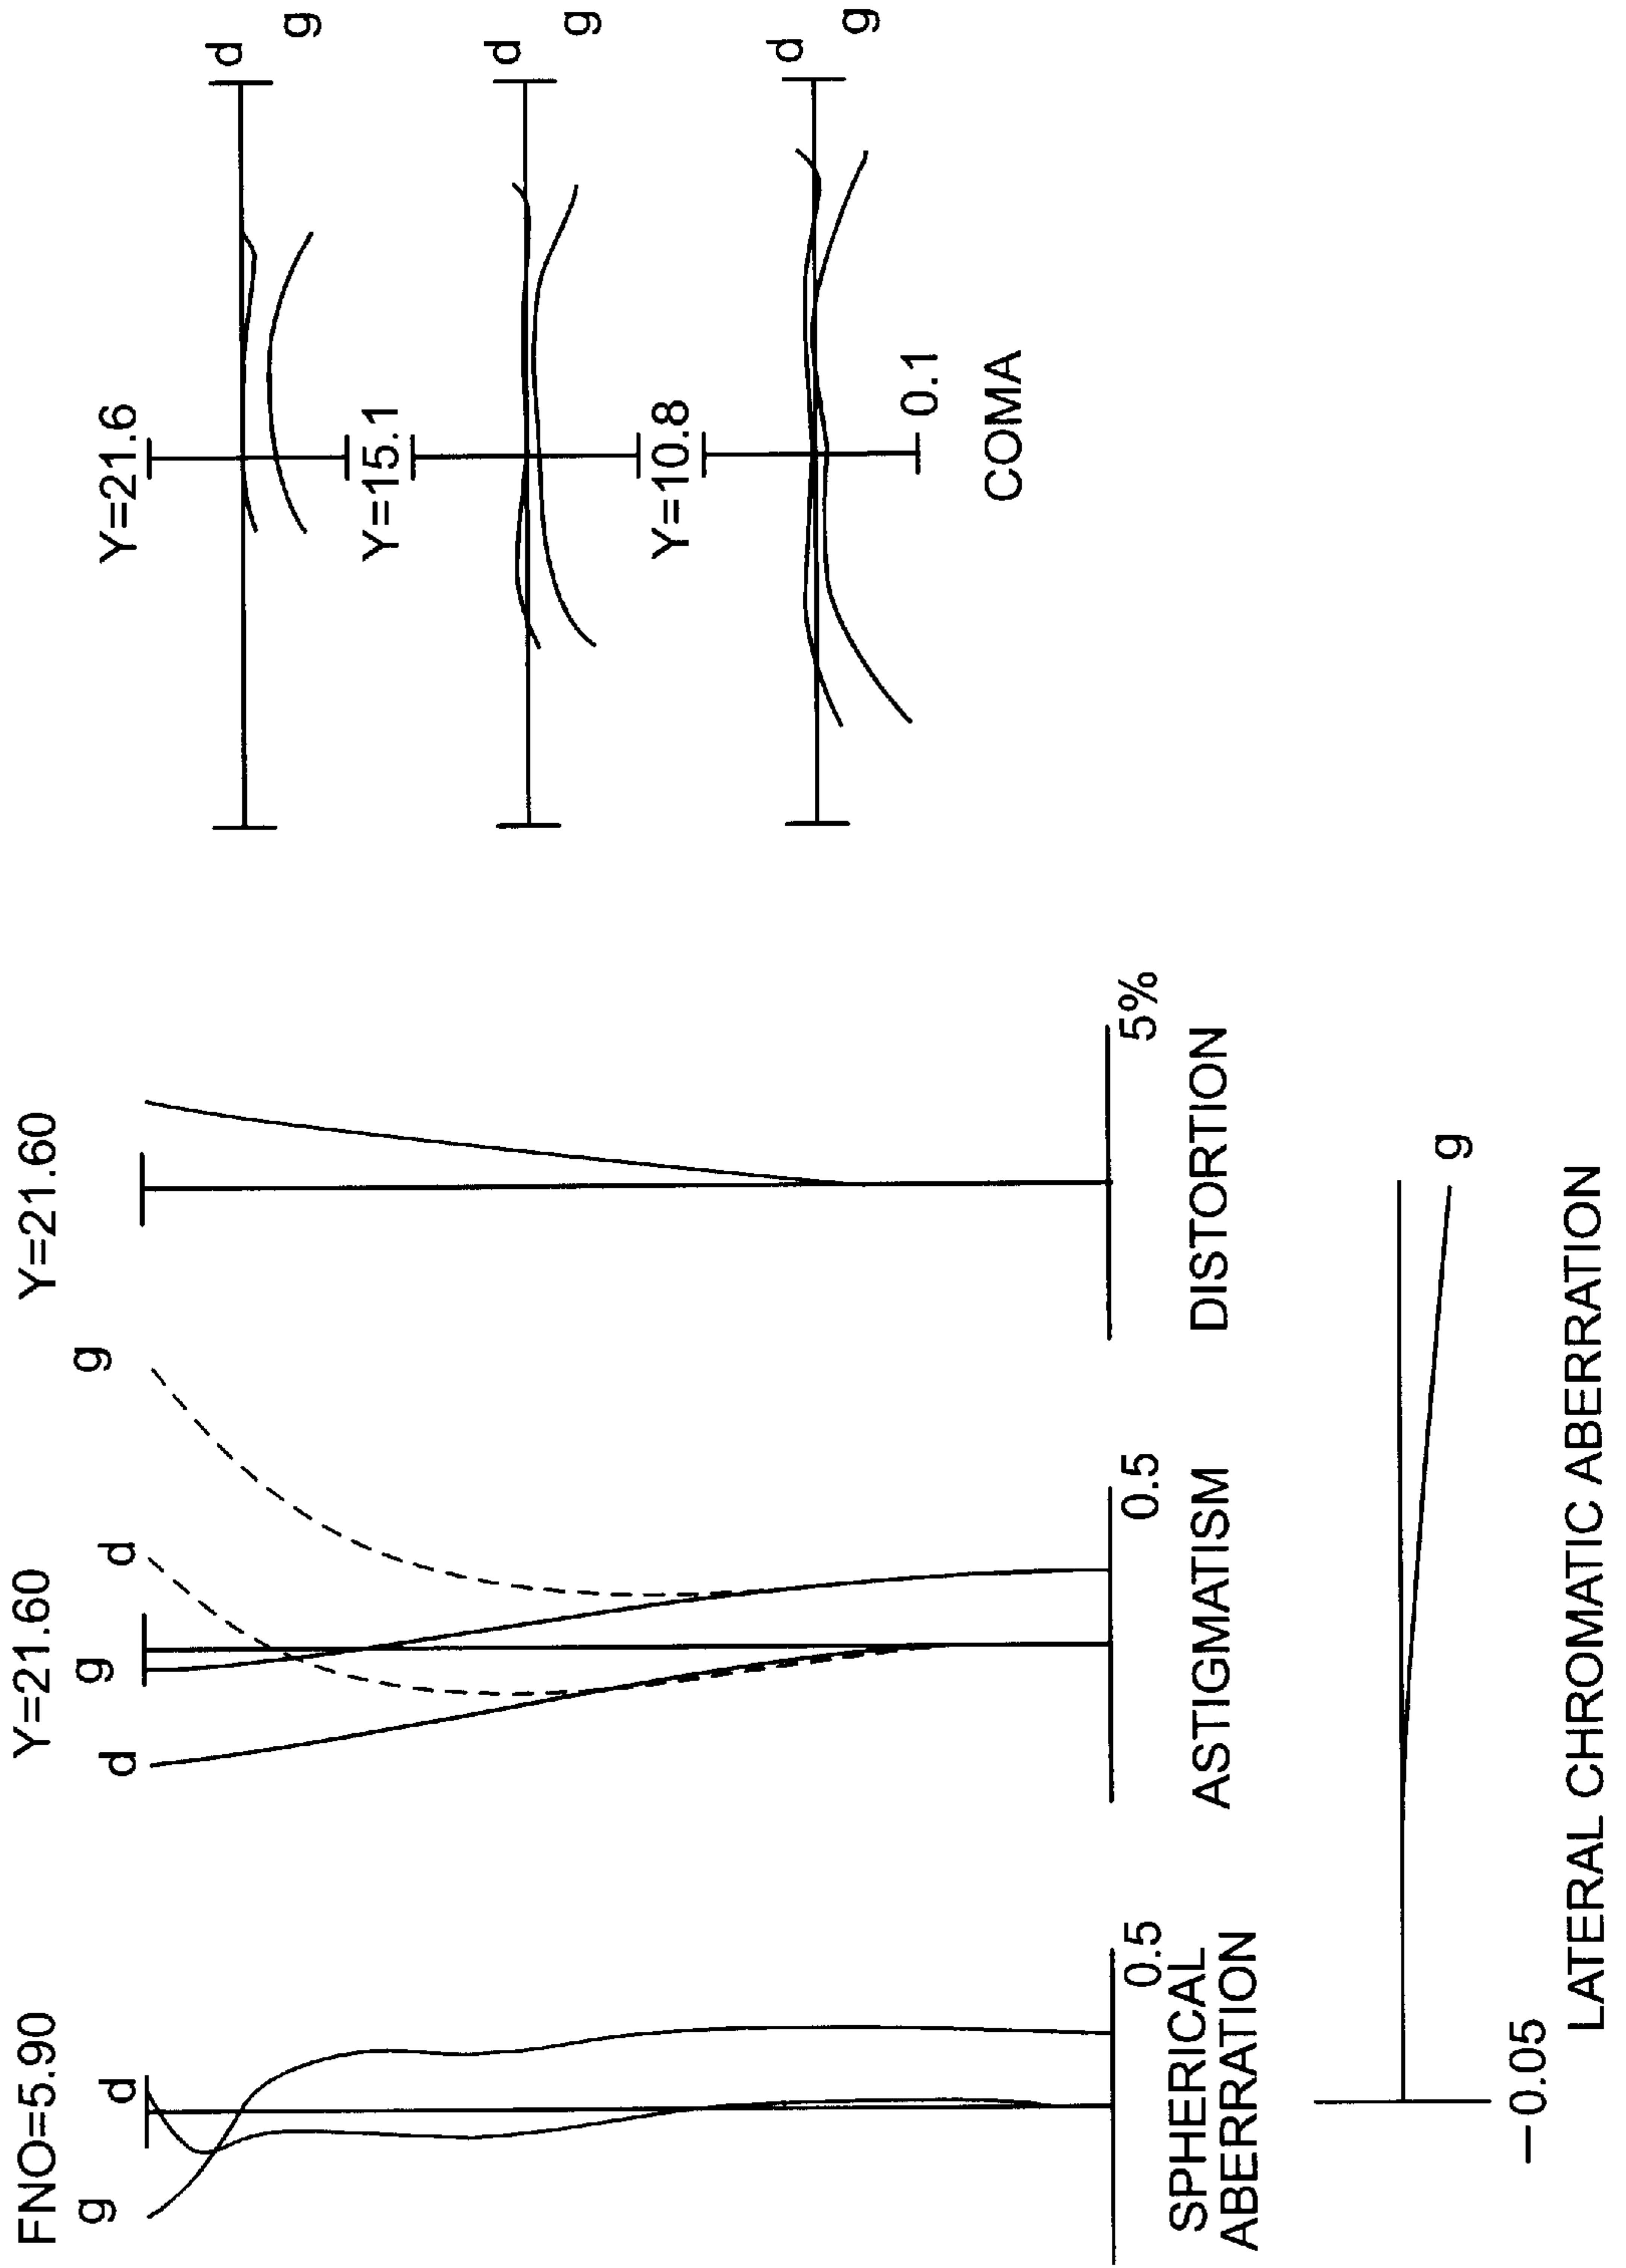 FNO=5.90
g
d
0.5
SPHERICAL
ABERRATION
Y=21.60
d
g
d
g
0.5
ASTIGMATISM
Y=21.60
5%
DISTORTION
Y=21.6
d
g
Y=15.1
d
g
Y=10.8
d
g
0.1
COMA
−0.05
g
LATERAL CHROMATIC ABERRATION